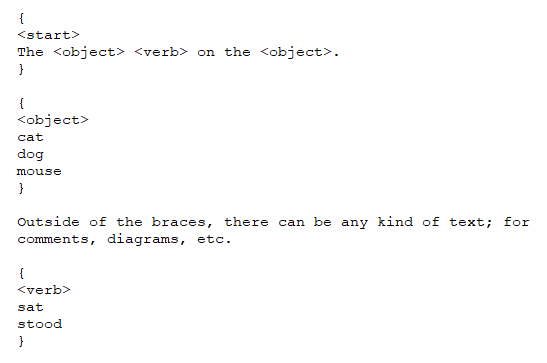 {
<start>
The <object> <verb> on the <object>.
}

{
<object>
cat
dog
mouse
}

Outside of the braces, there can be any kind of text; for
comments, diagrams, etc.

{
<verb>
sat
stood
}